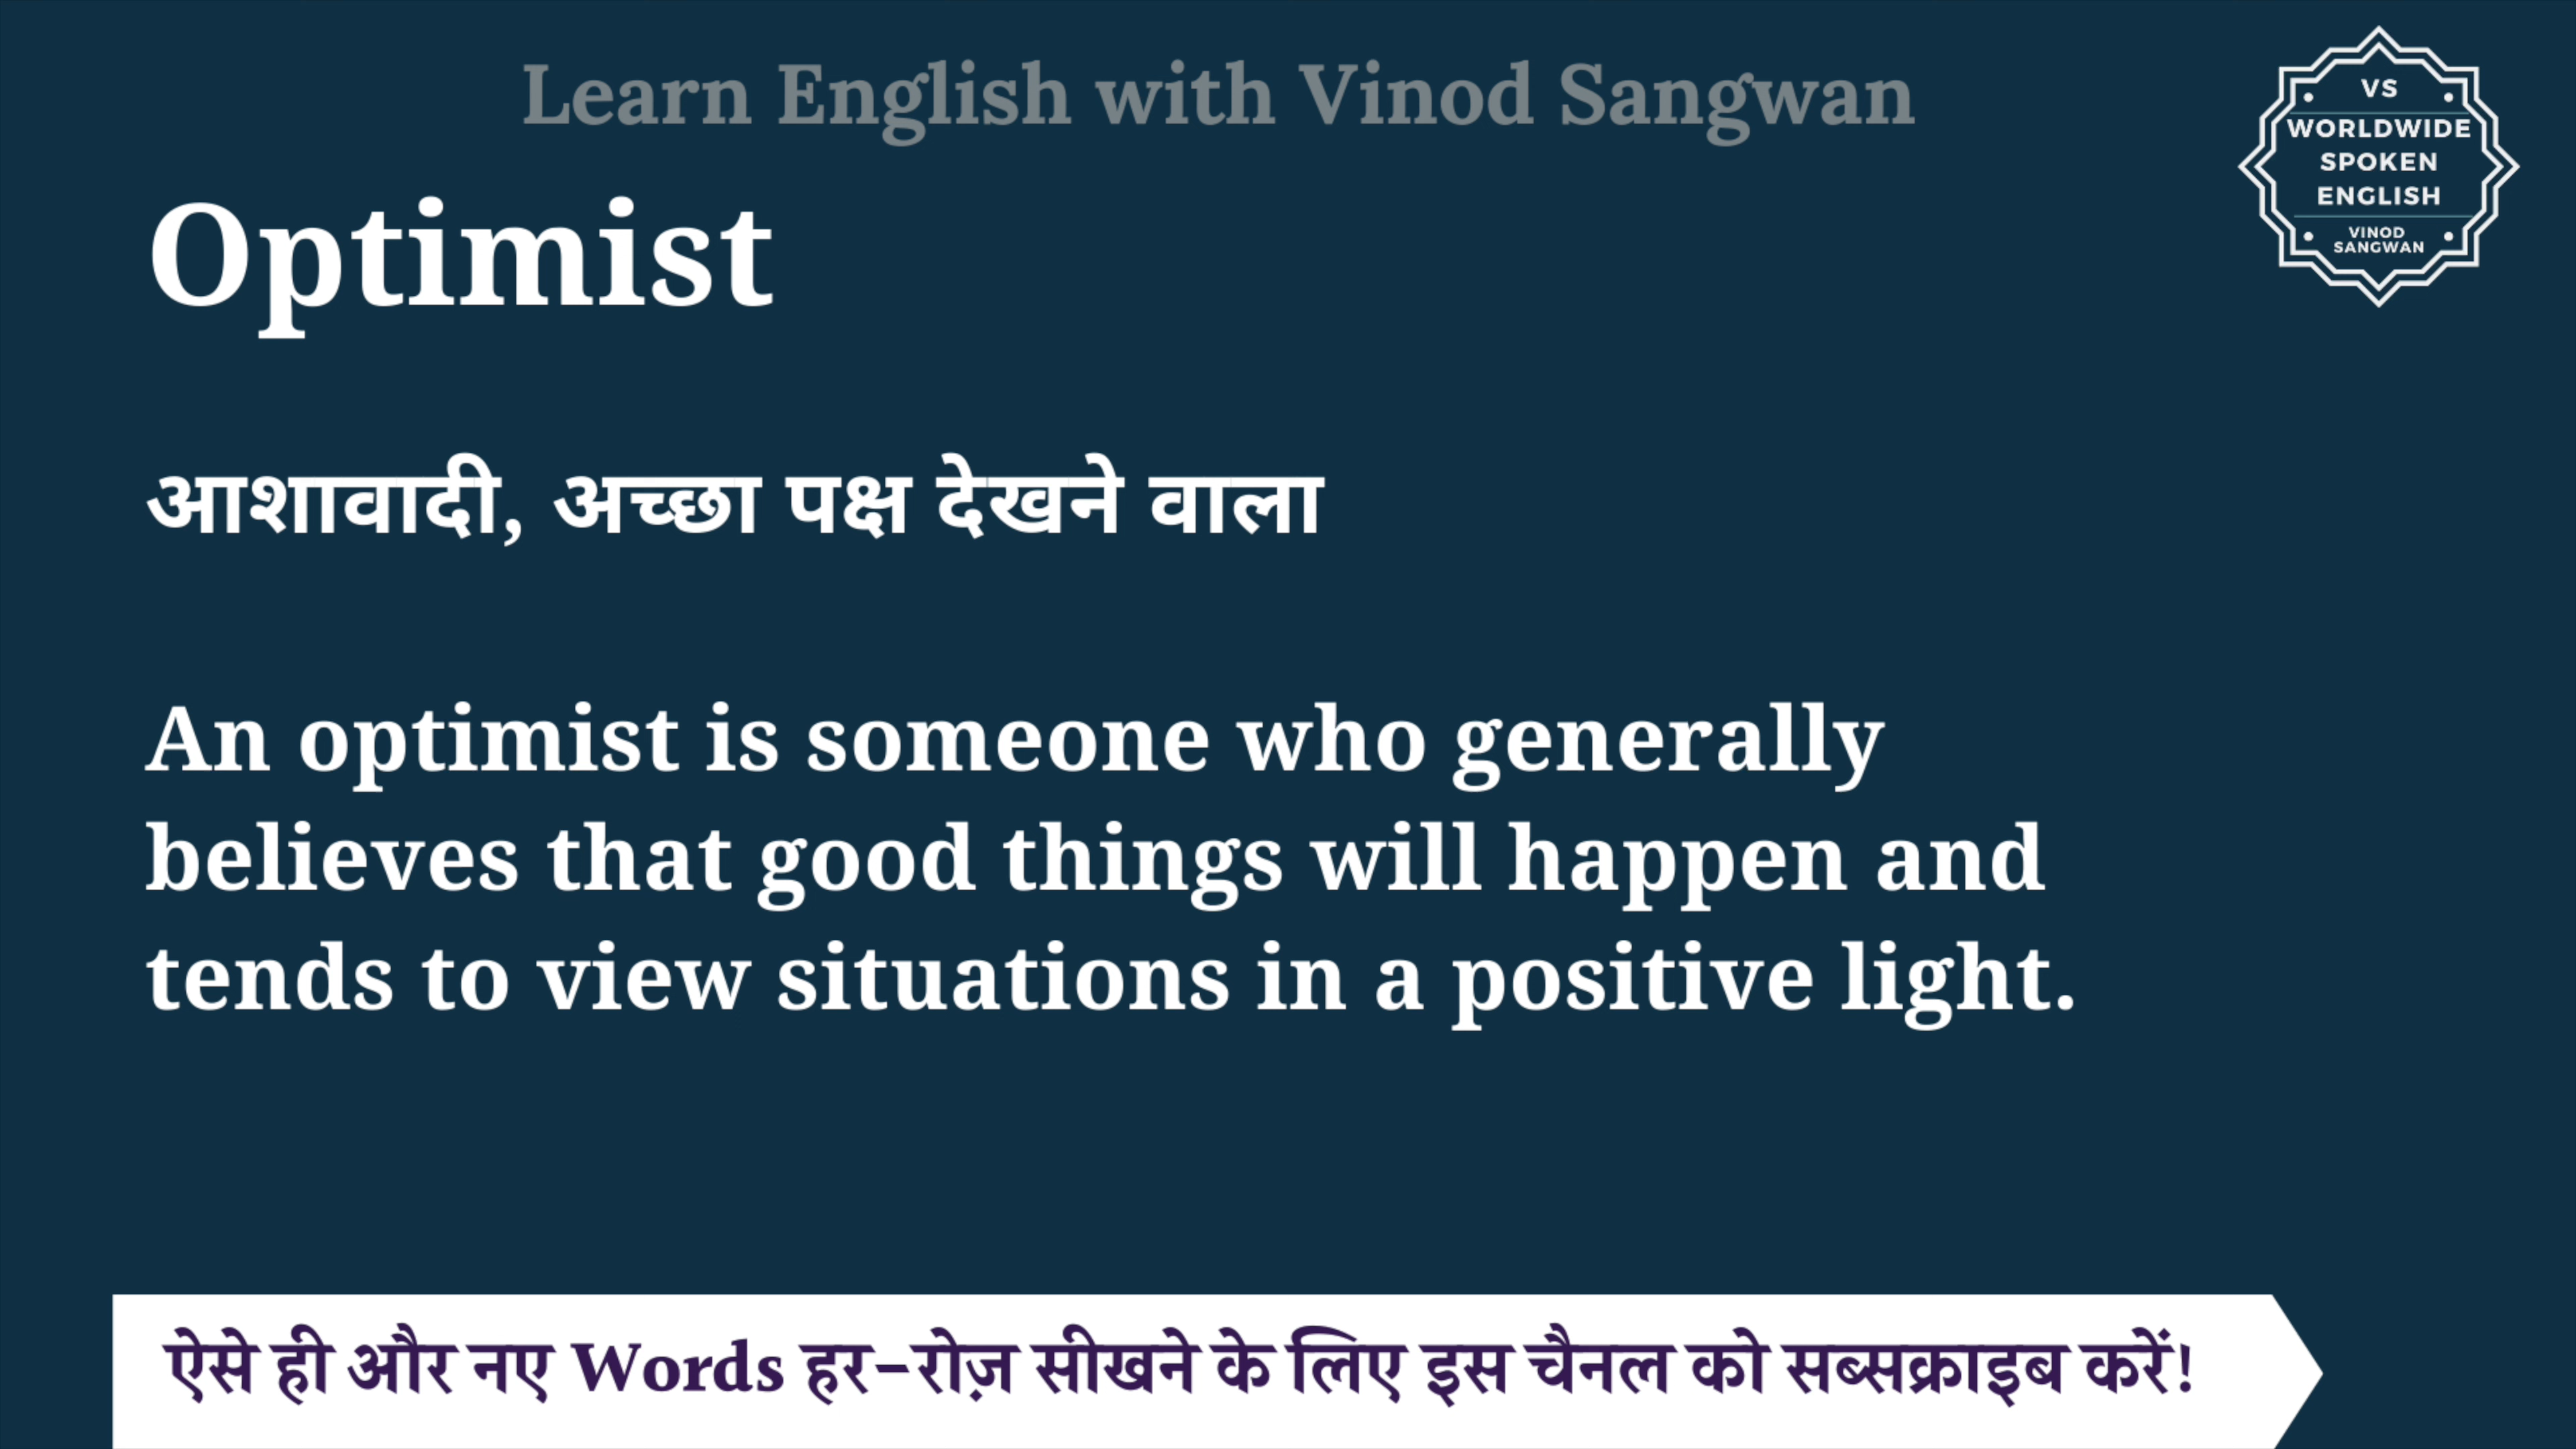 Learn English with Vinod Sangwan
VS
WORLDWIDE
SPOKEN
ENGLISH
VINOD
SANGWAN
Optimist
आशावादी, अच्छा पक्ष देखने वाला
An optimist is someone who generally
believes that good things will happen and
tends to view situations in a positive light.
ऐसे ही और नए Words हर-रोज़ सीखने के लिए इस चैनल को सब्सक्राइब करें!